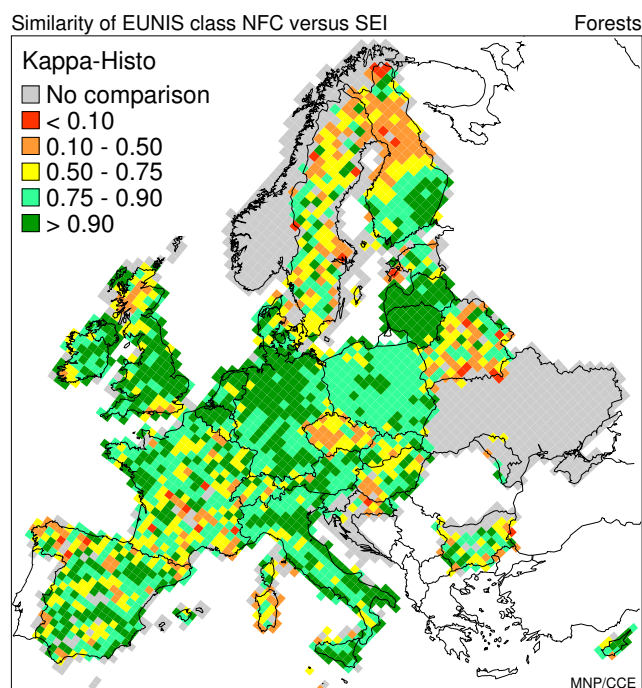 Similarity of EUNIS class NFC versus SEI Forests
Kappa-Histo
No comparison
< 0.10
0.10 - 0.50
0.50 - 0.75
0.75 - 0.90
> 0.90
MNP/CCE